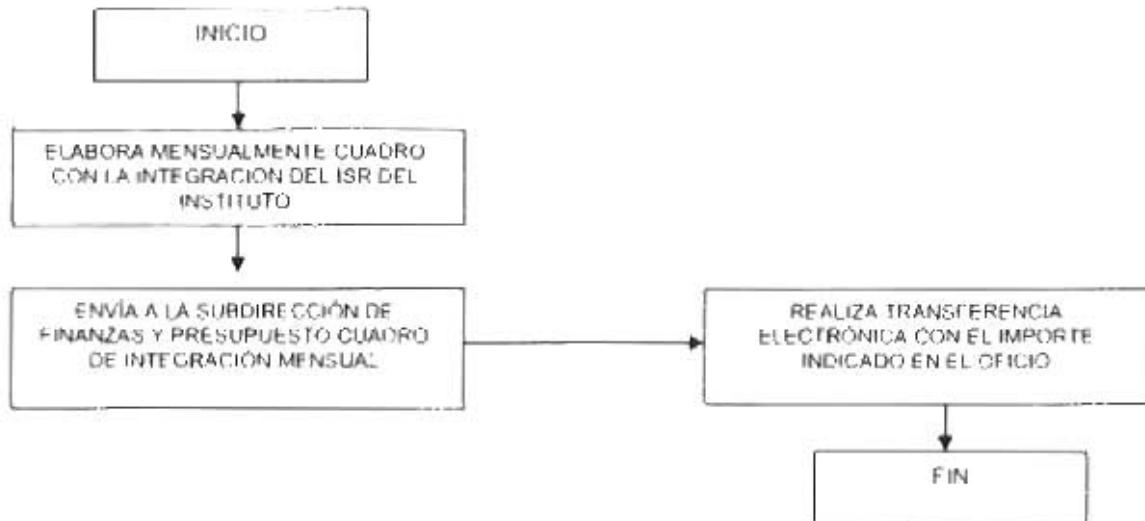 INICIO
ELABORA MENSUALMENTE CUADRO
CON LA INTEGRACION DEL ISR DEL
INSTITUTO
ENVÍA A LA SUBDIRECCIÓN DE
FINANZAS Y PRESUPUESTO CUADRO
DE INTEGRACIÓN MENSUAL
REALIZA TRANSFERENCIA
ELECTRÓNICA CON EL IMPORTE
INDICADO EN EL OFICIO
FIN